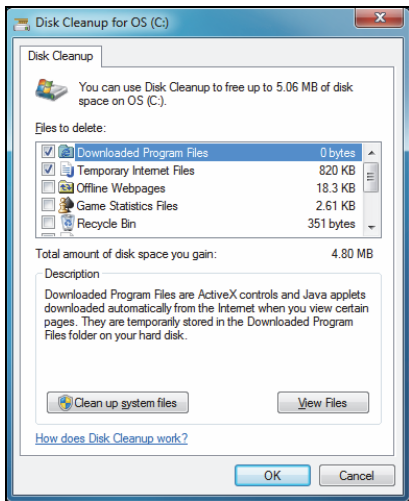 Disk Cleanup for OS (C:)
Disk Cleanup
You can use Disk Cleanup to free up to 5.06 MB of disk
space on OS (C:).
Files to delete:
Downloaded Program Files 0 bytes
Temporary Internet Files 820 KB
Offline Webpages 18.3 KB
Game Statistics Files 2.61 KB
Recycle Bin 351 bytes
Total amount of disk space you gain: 4.80 MB
Description
Downloaded Program Files are ActiveX controls and Java applets
downloaded automatically from the Internet when you view certain
pages. They are temporarily stored in the Downloaded Program
Files folder on your hard disk.
Clean up system files View Files
How does Disk Cleanup work?
OK Cancel